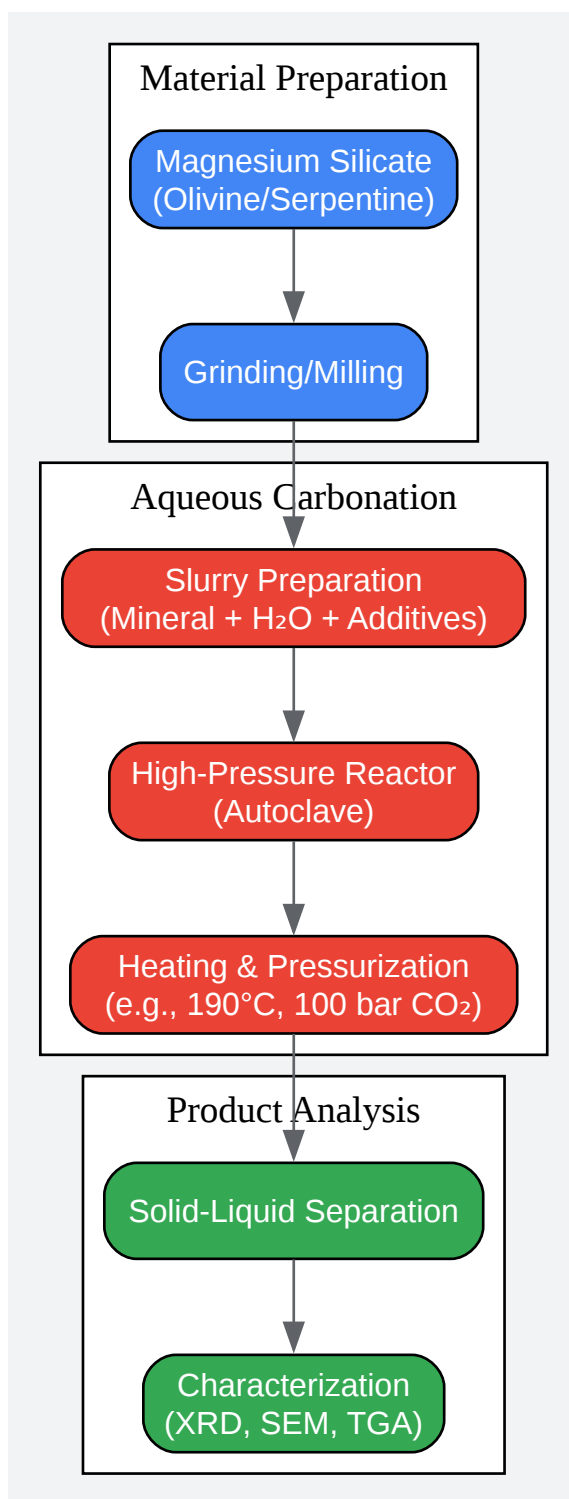 Material Preparation
Magnesium Silicate
(Olivine/Serpentine)
Grinding/Milling
Aqueous Carbonation
Slurry Preparation
(Mineral + H₂O + Additives)
High-Pressure Reactor
(Autoclave)
Heating & Pressurization
(e.g., 190°C, 100 bar CO₂)
Product Analysis
Solid-Liquid Separation
Characterization
(XRD, SEM, TGA)